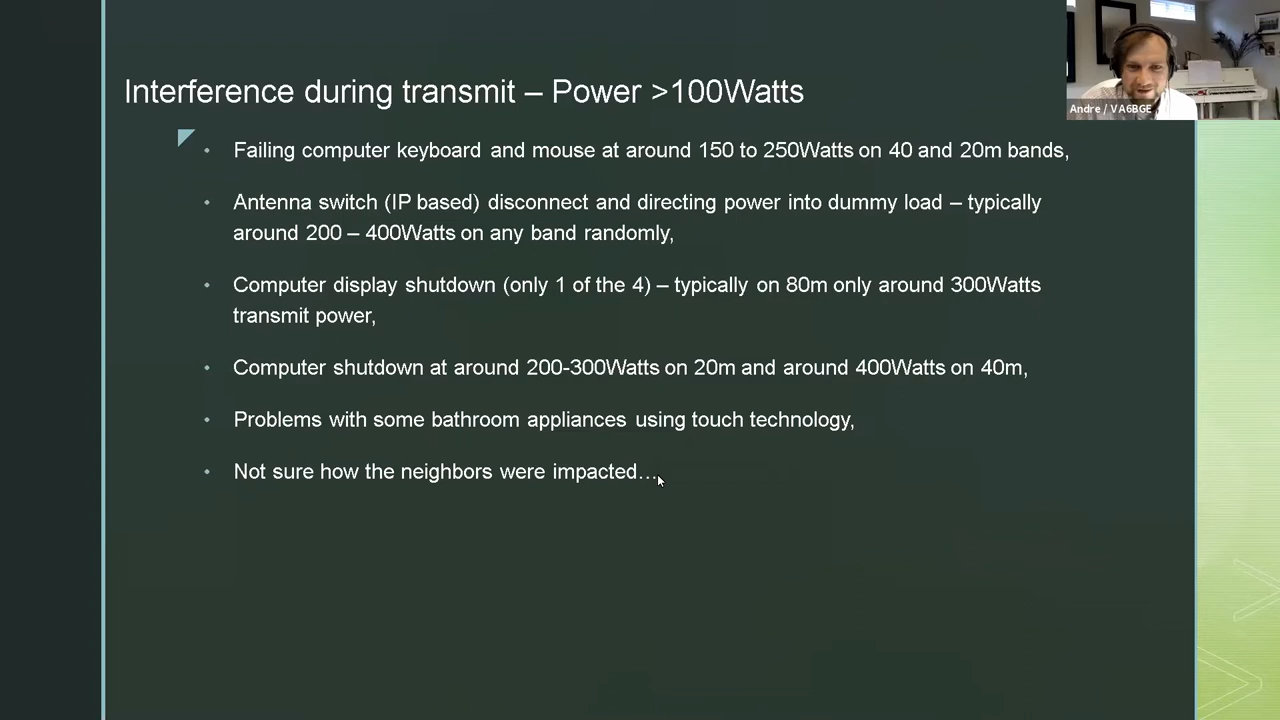 Interference during transmit – Power >100Watts
Andre / VA6BGE
• Failing computer keyboard and mouse at around 150 to 250Watts on 40 and 20m bands,
• Antenna switch (IP based) disconnect and directing power into dummy load – typically
around 200 – 400Watts on any band randomly,
• Computer display shutdown (only 1 of the 4) – typically on 80m only around 300Watts
transmit power,
• Computer shutdown at around 200-300Watts on 20m and around 400Watts on 40m,
• Problems with some bathroom appliances using touch technology,
• Not sure how the neighbors were impacted…